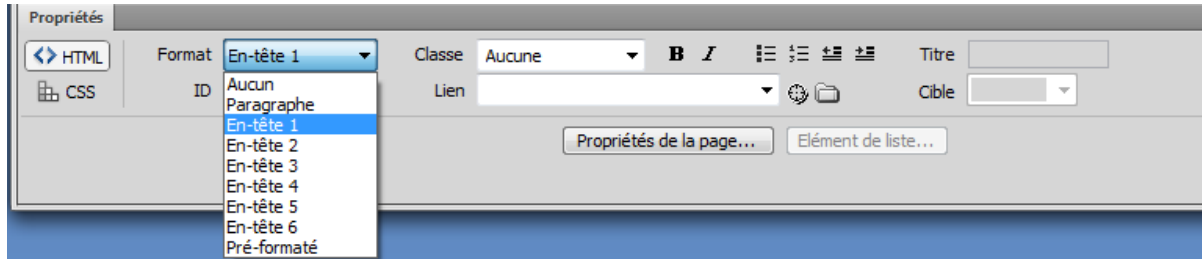 Propriétés
<> HTML Format En-tête 1 Classe Aucune B I Titre
CSS ID Lien Cible
Aucun
Paragraphe
En-tête 1
En-tête 2
En-tête 3
En-tête 4
En-tête 5
En-tête 6
Pré-formaté
Propriétés de la page... Elément de liste...